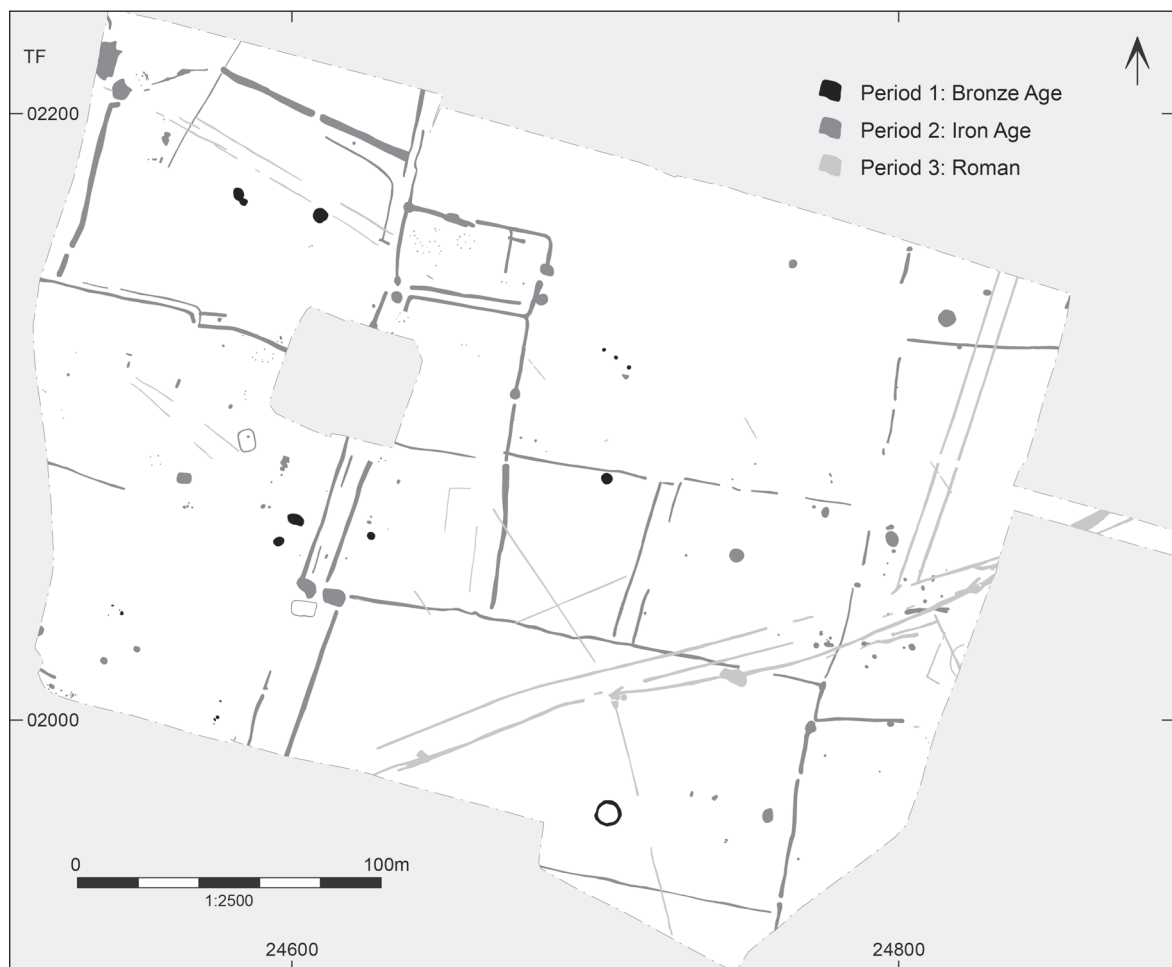 TF
02200
Period 1: Bronze Age
Period 2: Iron Age
Period 3: Roman
02000
0 100m
1:2500
24600 24800